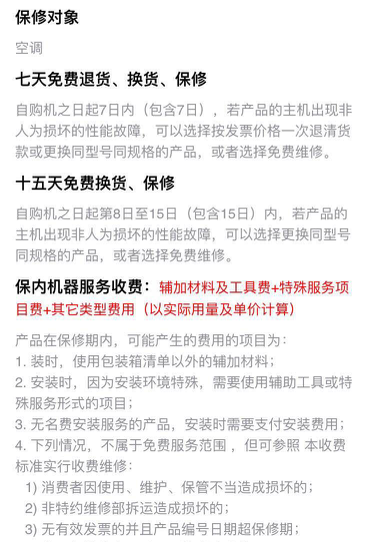 保修对象
空调
七天免费退货、换货、保修
自购机之日起7日内（包含7日），若产品的主机出现非
人为损坏的性能故障，可以选择按发票价格一次退清货
款或更换同型号同规格的产品，或者选择免费维修。
十五天免费换货、保修
自购机之日起第8日至15日（包含15日）内，若产品的
主机出现非人为损坏的性能故障，可以选择更换同型号
同规格的产品，或者选择免费维修。
保内机器服务收费：辅加材料及工具费+特殊服务项
目费+其它类型费用（以实际用量及单价计算）
产品在保修期内，可能产生的费用的项目为：
1. 装时，使用包装箱清单以外的辅加材料；
2. 安装时，因为安装环境特殊，需要使用辅助工具或特
殊服务形式的项目；
3. 无名费安装服务的产品，安装时需要支付安装费用；
4. 下列情况，不属于免费服务范围 ，但可参照 本收费
标准实行收费维修：
1) 消费者因使用、维护、保管不当造成损坏的；
2) 非特约维修部拆运造成损坏的；
3) 无有效发票的并且产品编号日期超保修期；